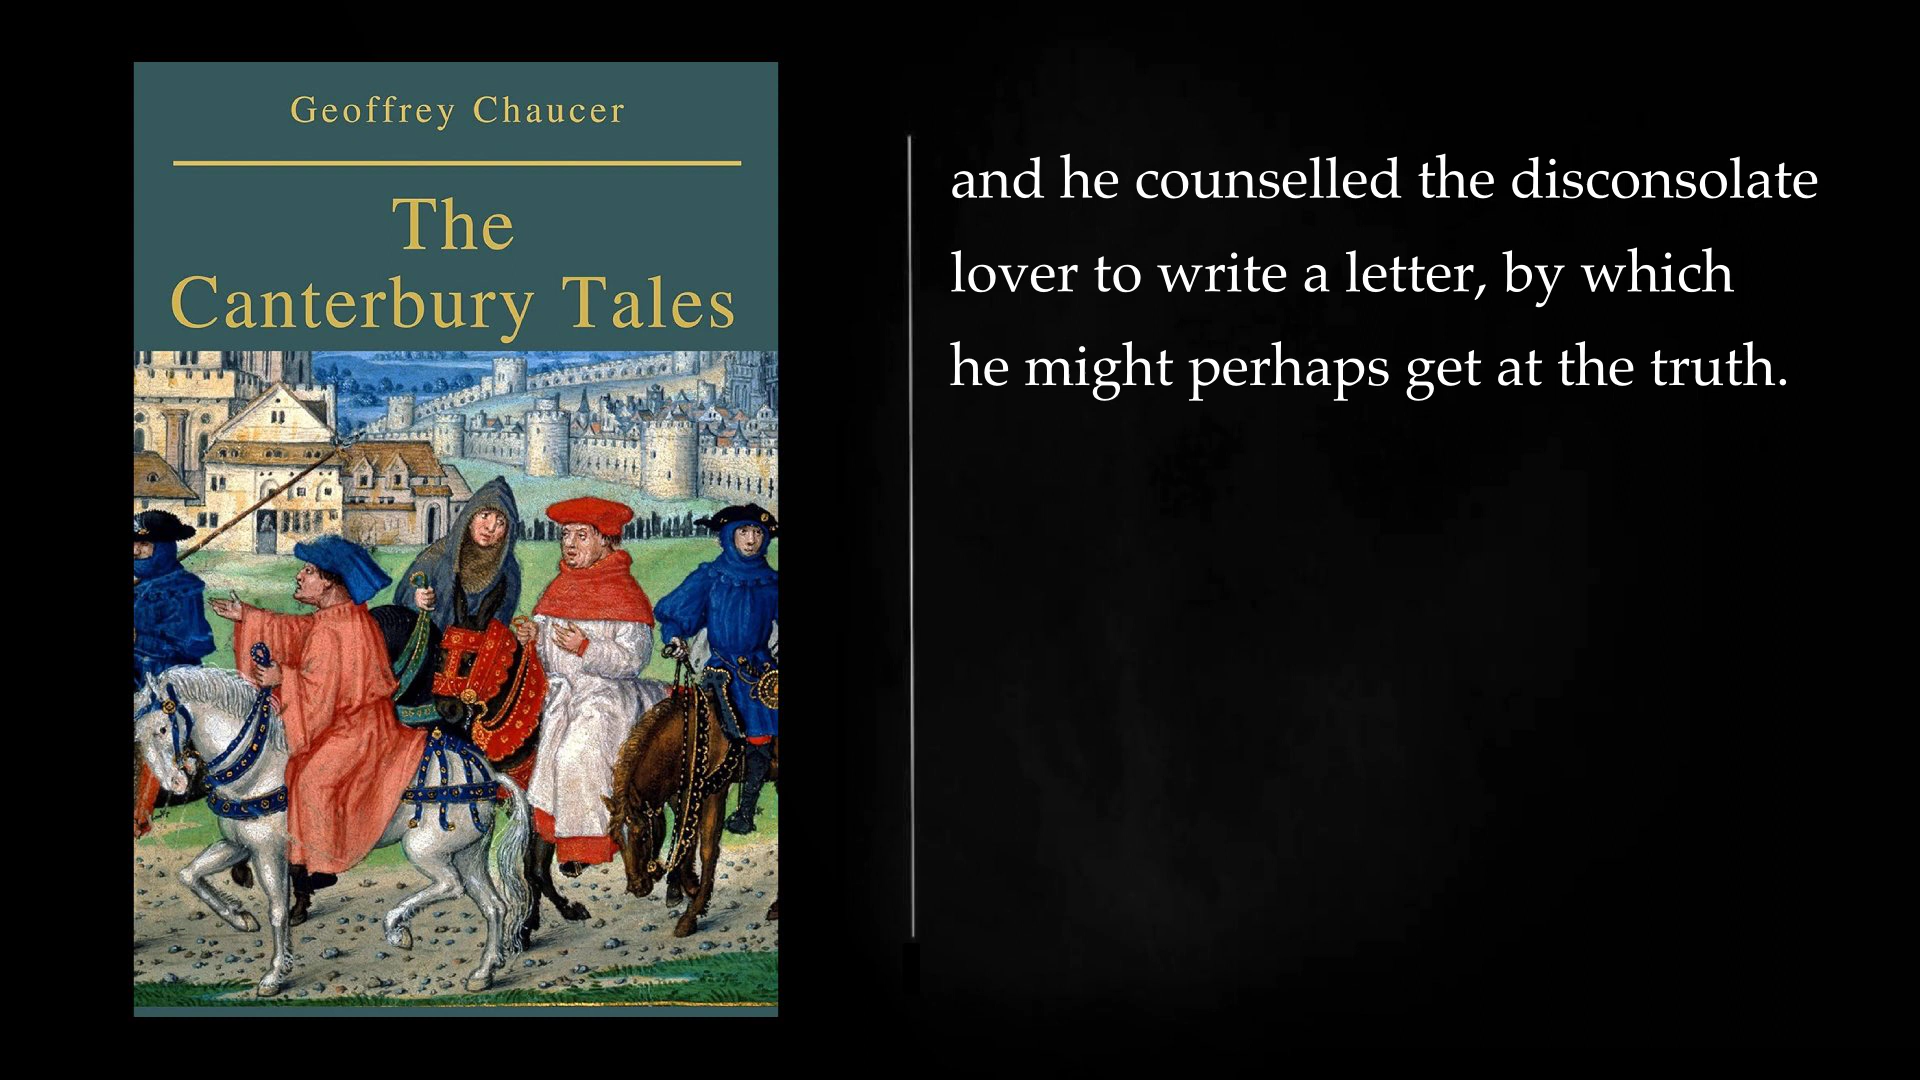 Geoffrey Chaucer
The
Canterbury Tales
and he counselled the disconsolate
lover to write a letter, by which
he might perhaps get at the truth.